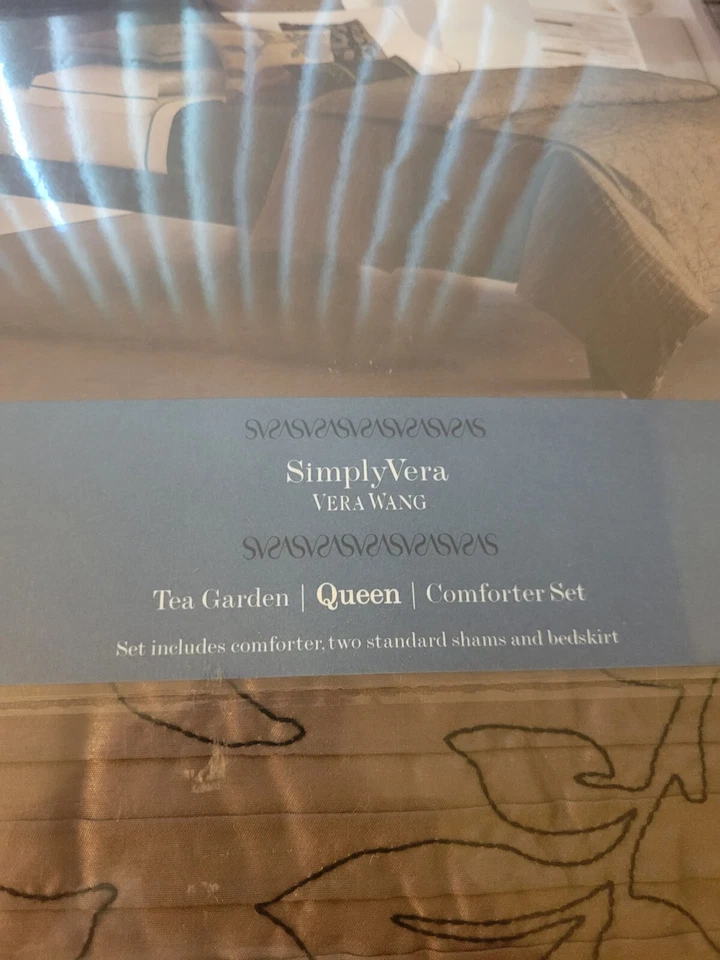 SimplyVera
VERA WANG
Tea Garden | Queen | Comforter Set
Set includes comforter, two standard shams and bedskirt